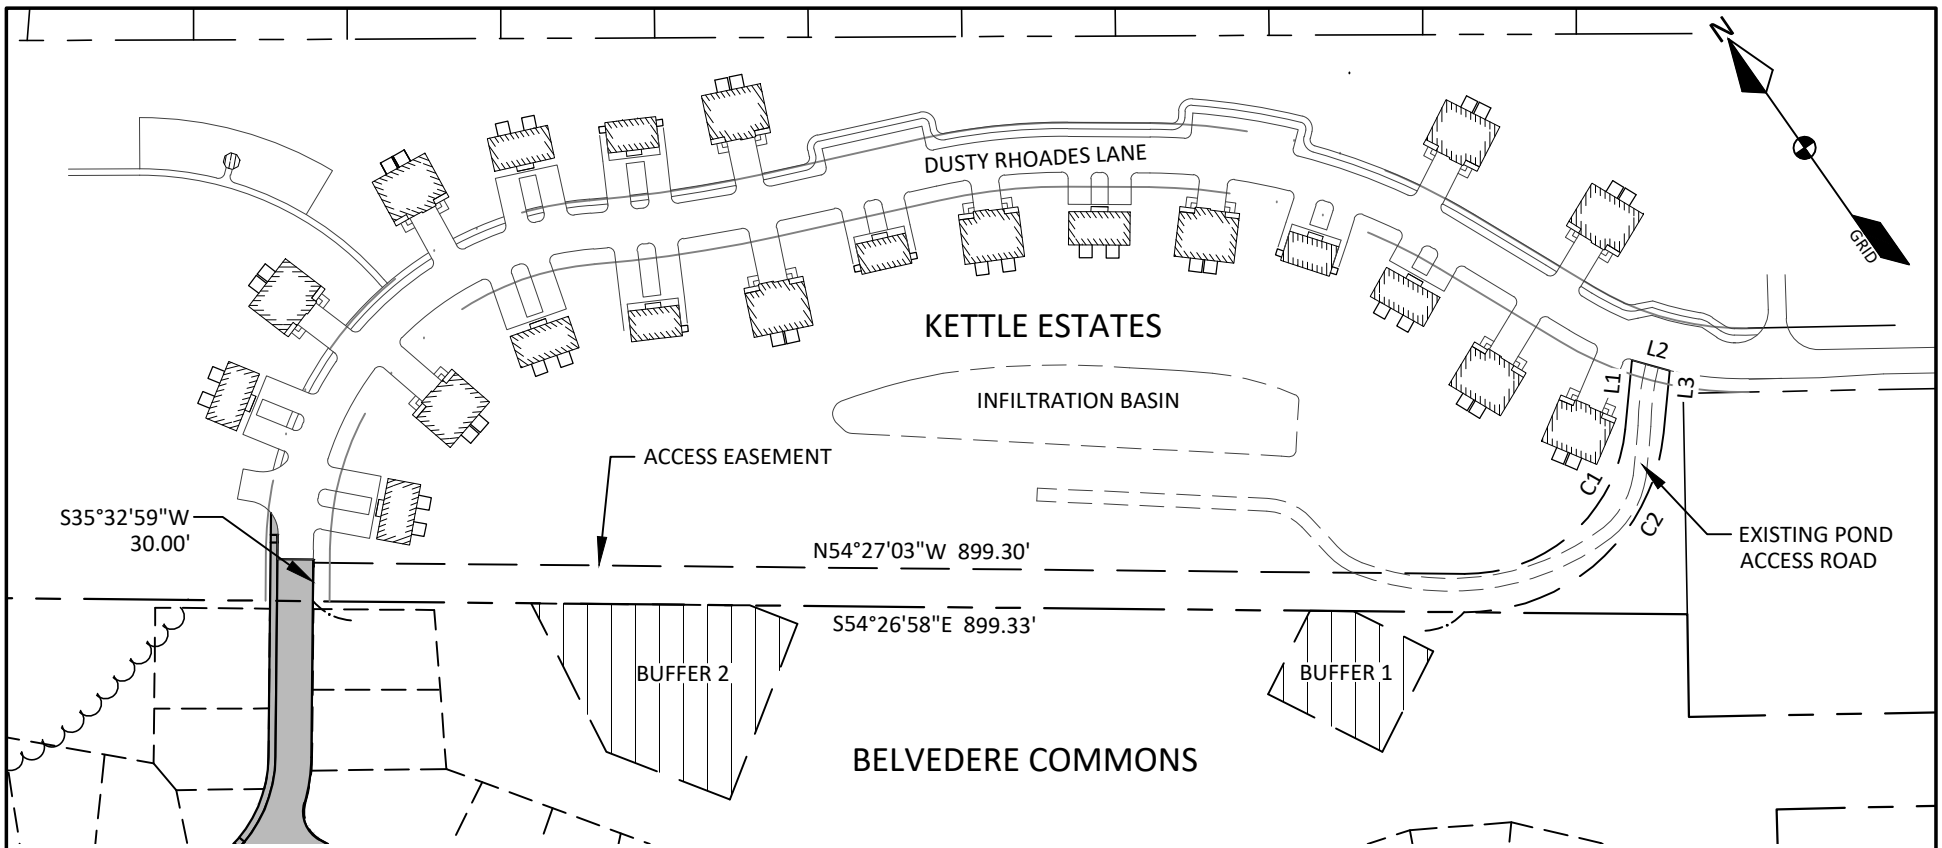 N
GRID
DUSTY RHOADES LANE
KETTLE ESTATES
INFILTRATION BASIN
L1
L2
L3
ACCESS EASEMENT
C1
C2
S35°32'59"W
30.00'
N54°27'03"W 899.30'
EXISTING POND
ACCESS ROAD
S54°26'58"E 899.33'
BUFFER 2
BUFFER 1
BELVEDERE COMMONS